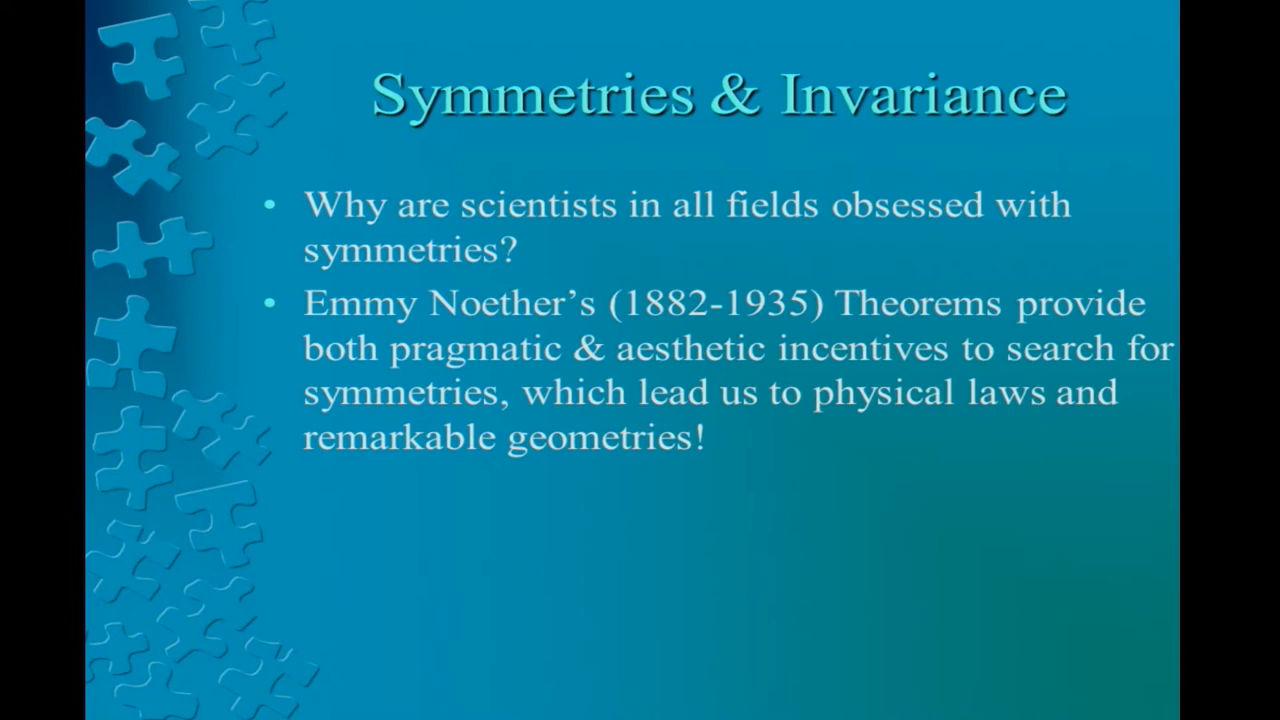 Symmetries & Invariance
• Why are scientists in all fields obsessed with
symmetries?
• Emmy Noether’s (1882-1935) Theorems provide
both pragmatic & aesthetic incentives to search for
symmetries, which lead us to physical laws and
remarkable geometries!